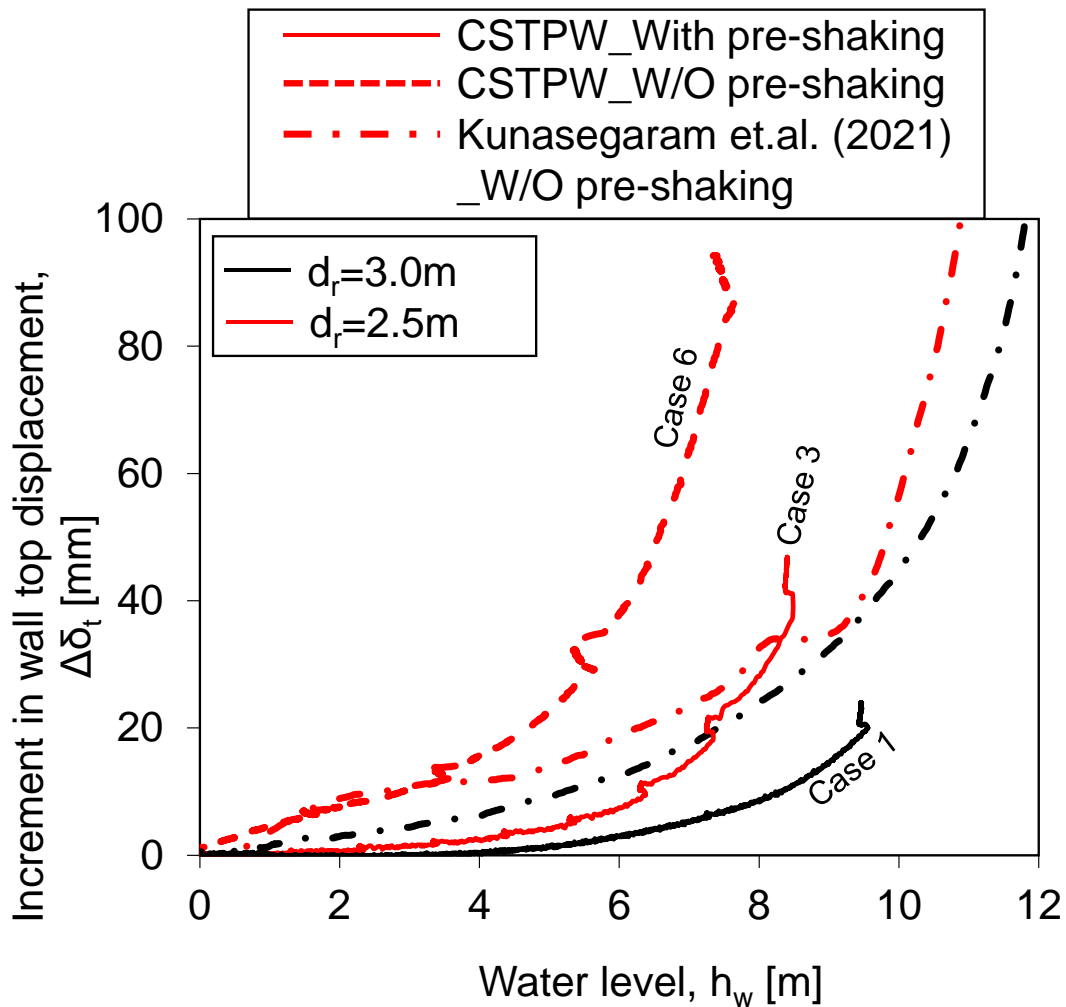 CSTPW_With pre-shaking
CSTPW_W/O pre-shaking
Kunasegaram et.al. (2021)
_W/O pre-shaking
Increment in wall top displacement,
Δδt [mm]
100
80
60
40
20
0
dr=3.0m
dr=2.5m
Case 6
Case 3
Case 1
0 2 4 6 8 10 12
Water level, hw [m]